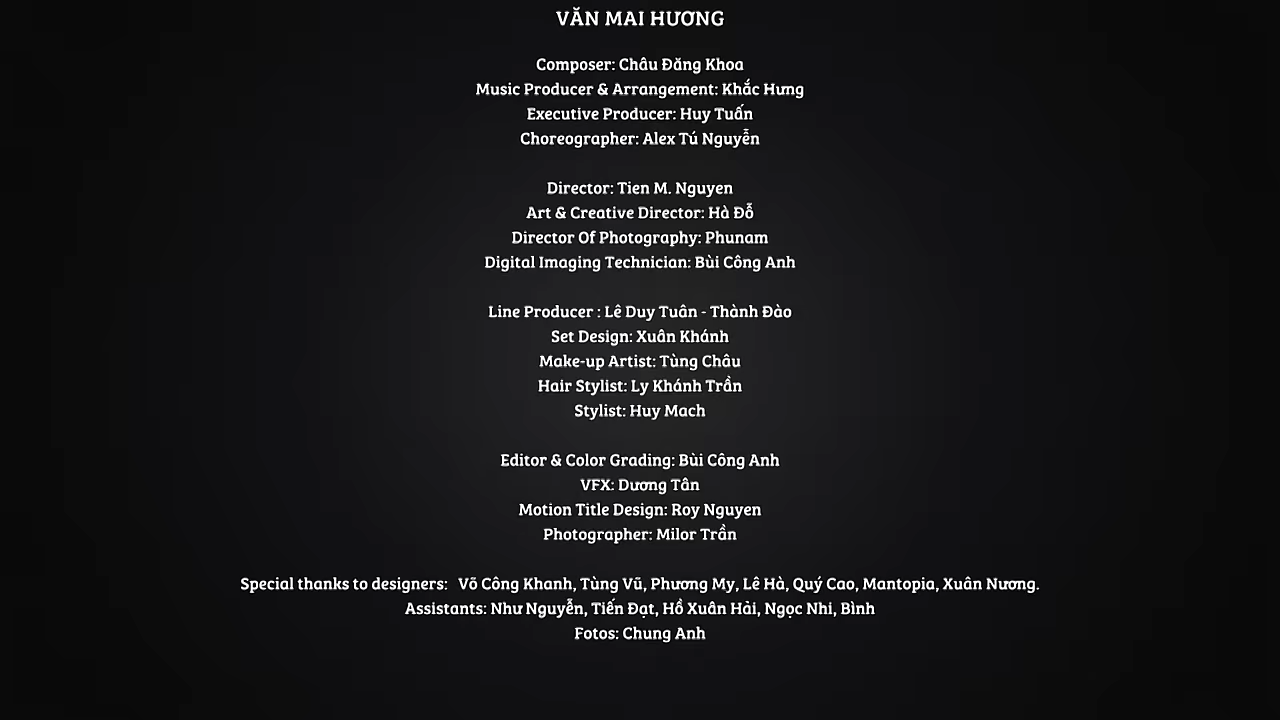 VĂN MAI HƯƠNG
Composer: Châu Đăng Khoa
Music Producer & Arrangement: Khắc Hưng
Executive Producer: Huy Tuấn
Choreographer: Alex Tú Nguyễn
Director: Tien M. Nguyen
Art & Creative Director: Hà Đỗ
Director Of Photography: Phunam
Digital Imaging Technician: Bùi Công Anh
Line Producer : Lê Duy Tuân - Thành Đào
Set Design: Xuân Khánh
Make-up Artist: Tùng Châu
Hair Stylist: Ly Khánh Trần
Stylist: Huy Mach
Editor & Color Grading: Bùi Công Anh
VFX: Dương Tân
Motion Title Design: Roy Nguyen
Photographer: Milor Trần
Special thanks to designers: Võ Công Khanh, Tùng Vũ, Phương My, Lê Hà, Quý Cao, Mantopia, Xuân Nương.
Assistants: Như Nguyễn, Tiến Đạt, Hồ Xuân Hải, Ngọc Nhi, Bình
Fotos: Chung Anh